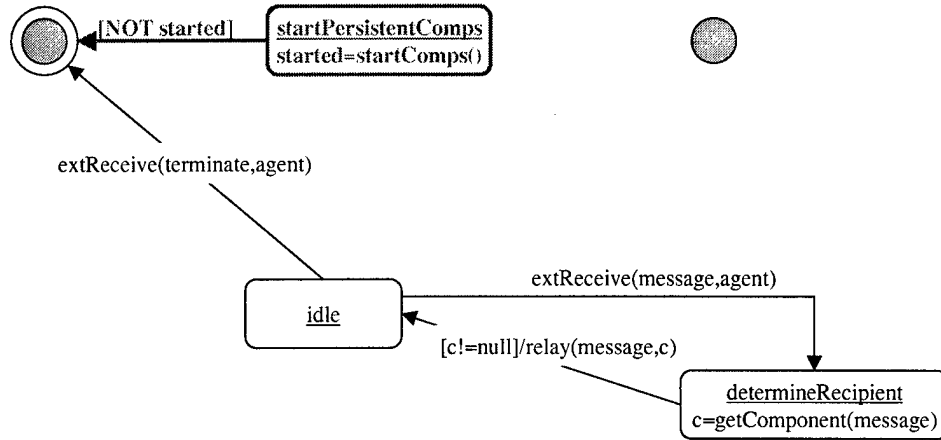 [NOT started]
startPersistentComps
started=startComps()
extReceive(terminate,agent)
extReceive(message,agent)
idle
[c!=null]/relay(message,c)
determineRecipient
c=getComponent(message)